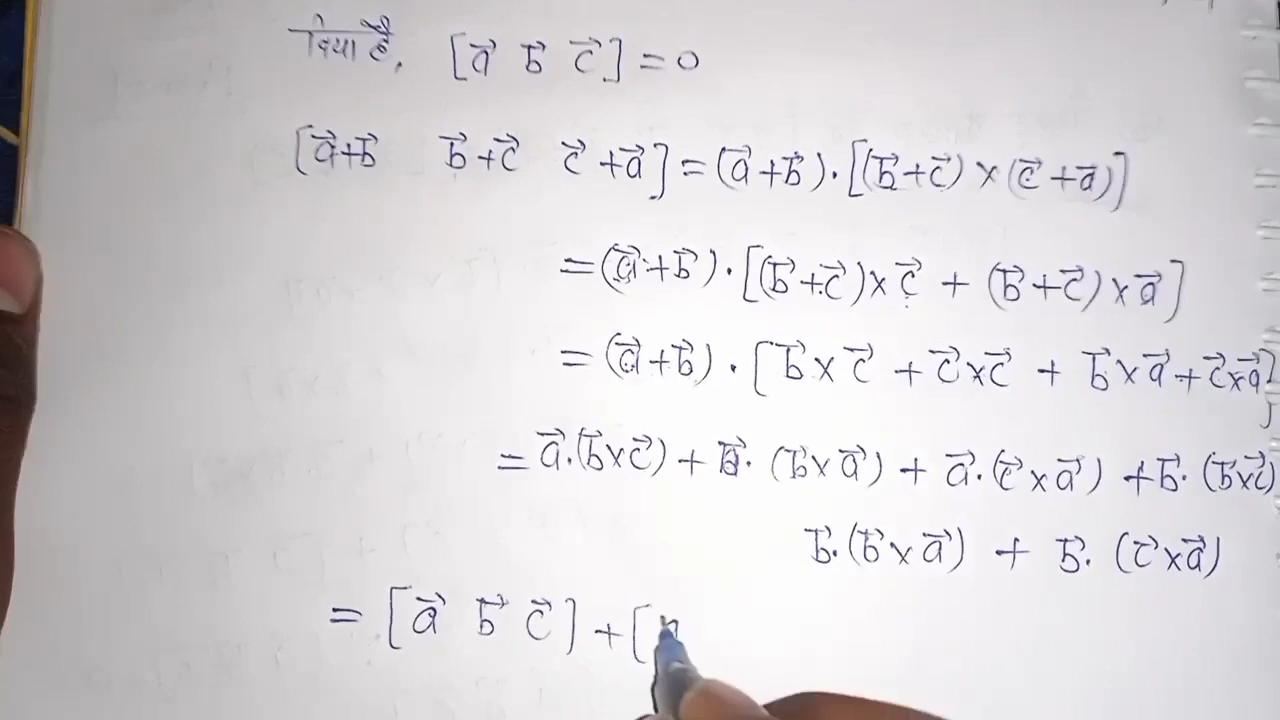 दिया है, [a⃗ b⃗ c⃗] = 0
[a⃗+b⃗ b⃗+c⃗ c⃗+a⃗] = (a⃗+b⃗)·[(b⃗+c⃗)×(c⃗+a⃗)]
= (a⃗+b⃗)·[(b⃗+c⃗)×c⃗ + (b⃗+c⃗)×a⃗]
= (a⃗+b⃗)·[b⃗×c⃗ + c⃗×c⃗ + b⃗×a⃗ + c⃗×a⃗]
= a⃗·(b⃗×c⃗) + a⃗·(b⃗×a⃗) + a⃗·(c⃗×a⃗) + b⃗·(b⃗×c⃗)
b⃗·(b⃗×a⃗) + b⃗·(c⃗×a⃗)
= [a⃗ b⃗ c⃗] + [